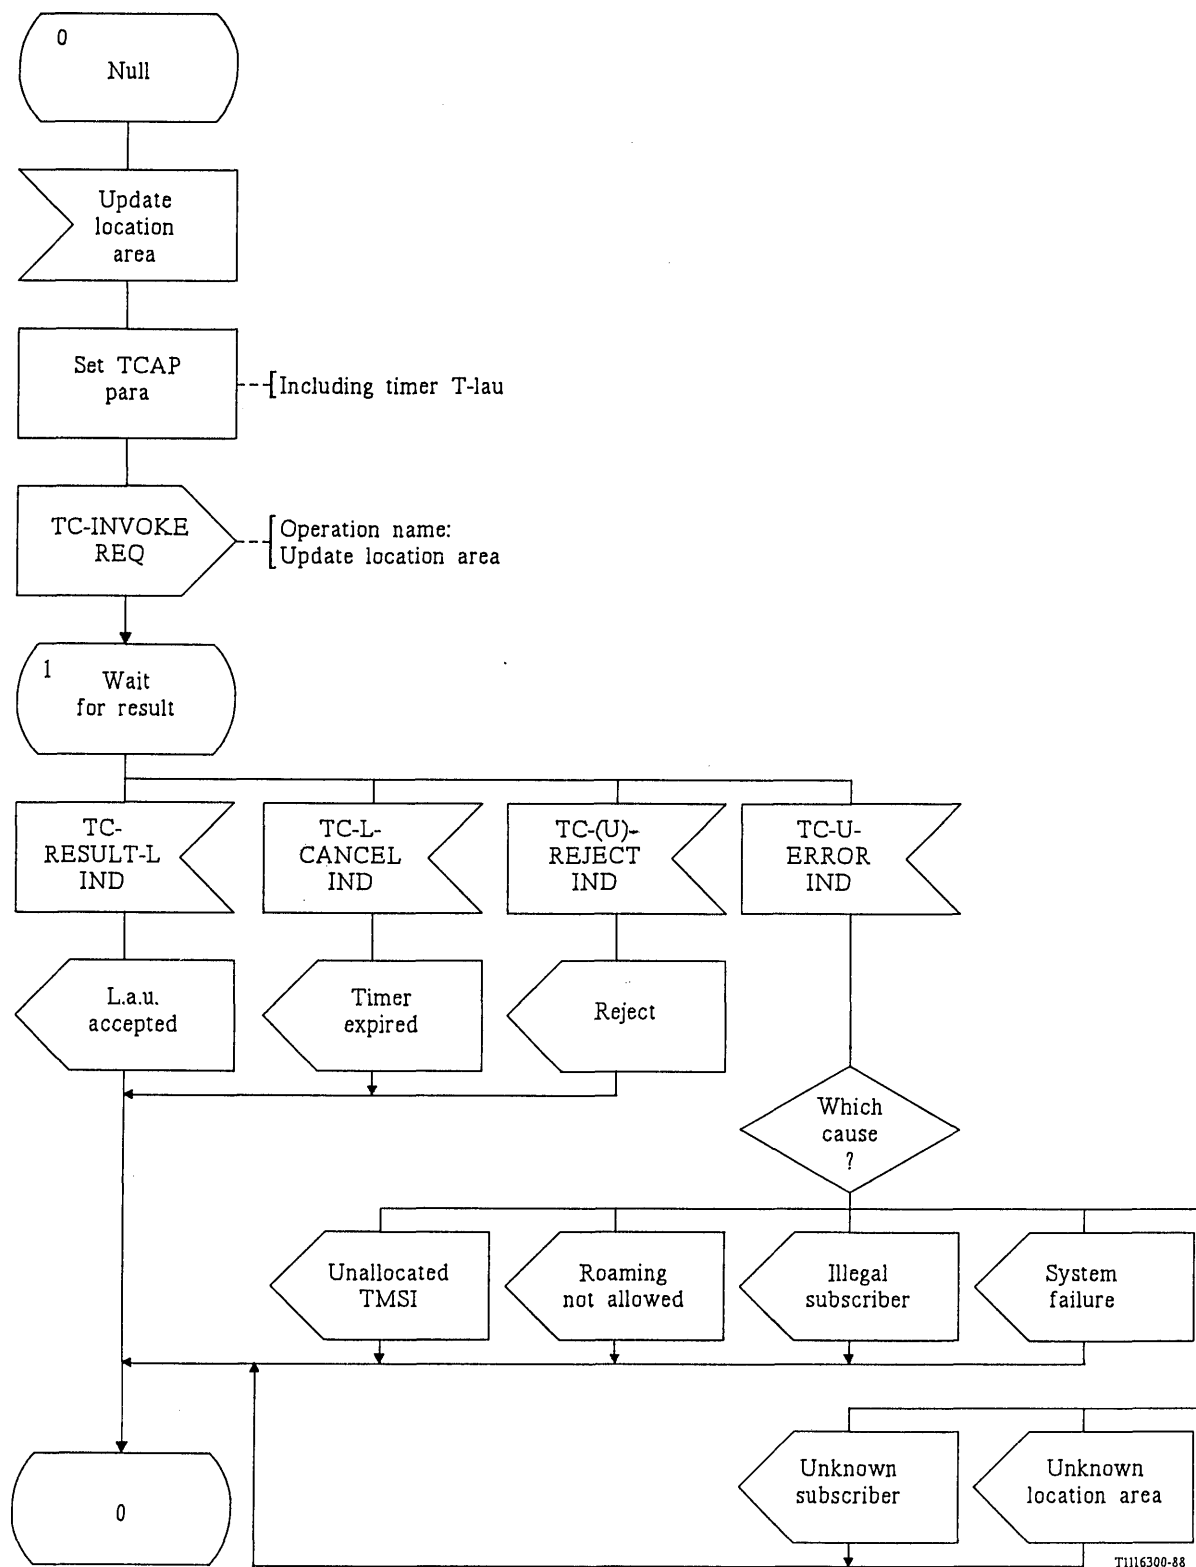 0
Null
Update
location
area
Set TCAP
para
Including timer T-lau
TC-INVOKE
REQ
Operation name:
Update location area
1
Wait
for result
TC-
RESULT-L
IND
TC-L-
CANCEL
IND
TC-(U)-
REJECT
IND
TC-U-
ERROR
IND
L.a.u.
accepted
Timer
expired
Reject
Which
cause
?
Unallocated
TMSI
Roaming
not allowed
Illegal
subscriber
System
failure
Unknown
subscriber
Unknown
location area
0
T1116300-88